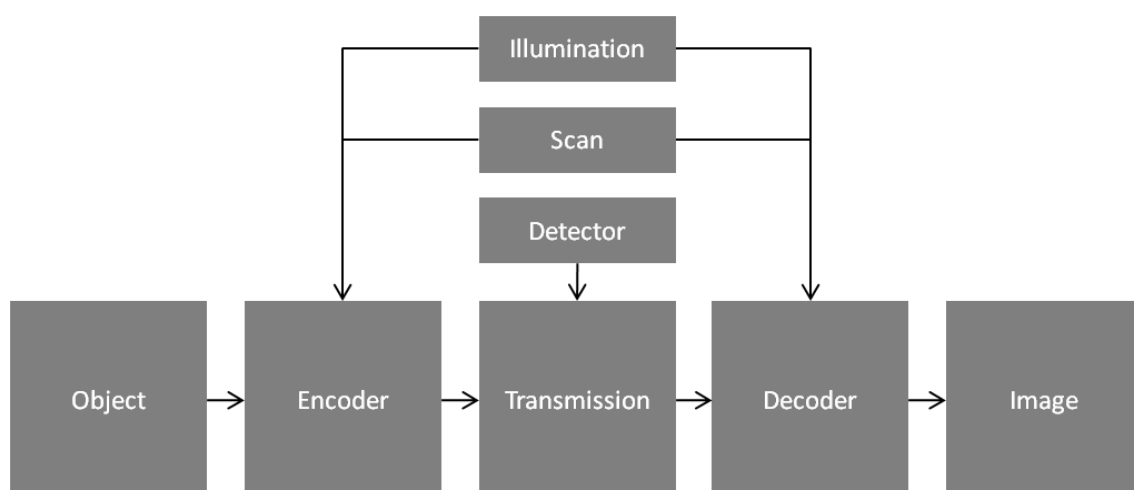 Illumination
Scan
Detector
Object
Encoder
Transmission
Decoder
Image